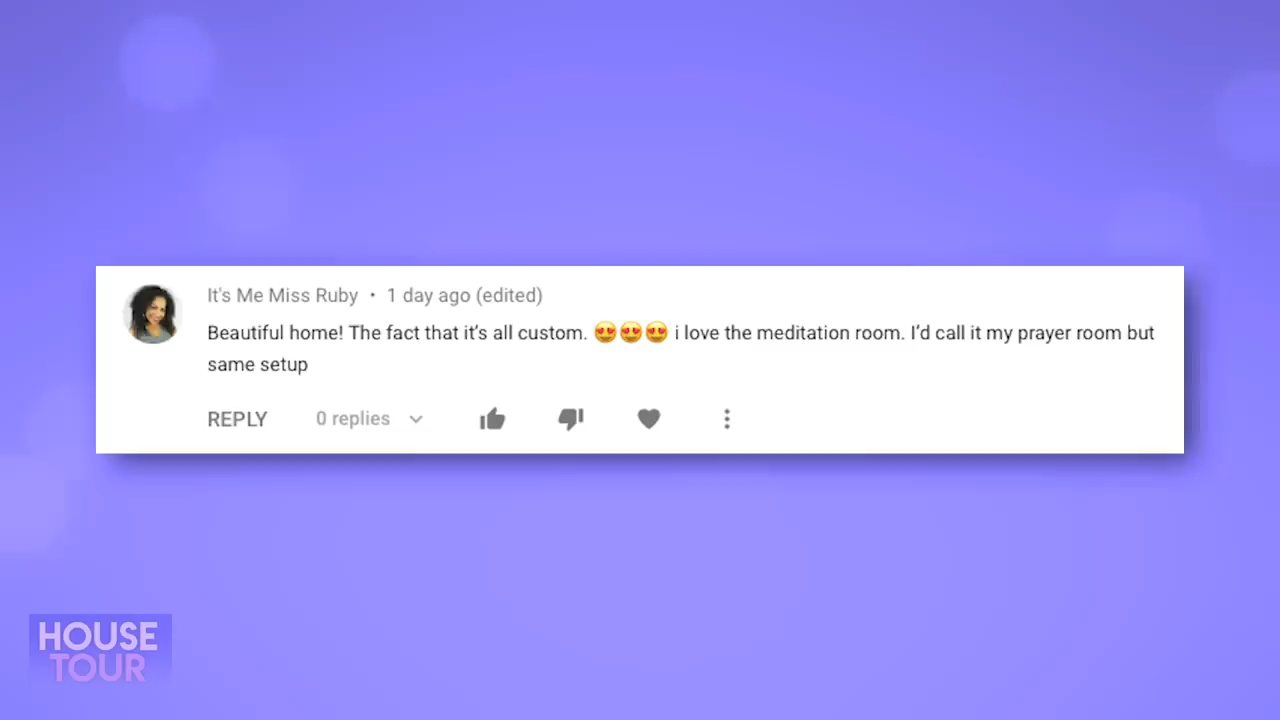 It's Me Miss Ruby • 1 day ago (edited)
Beautiful home! The fact that it's all custom. 😍😍😍 i love the meditation room. I'd call it my prayer room but
same setup
REPLY 0 replies
HOUSE
TOUR